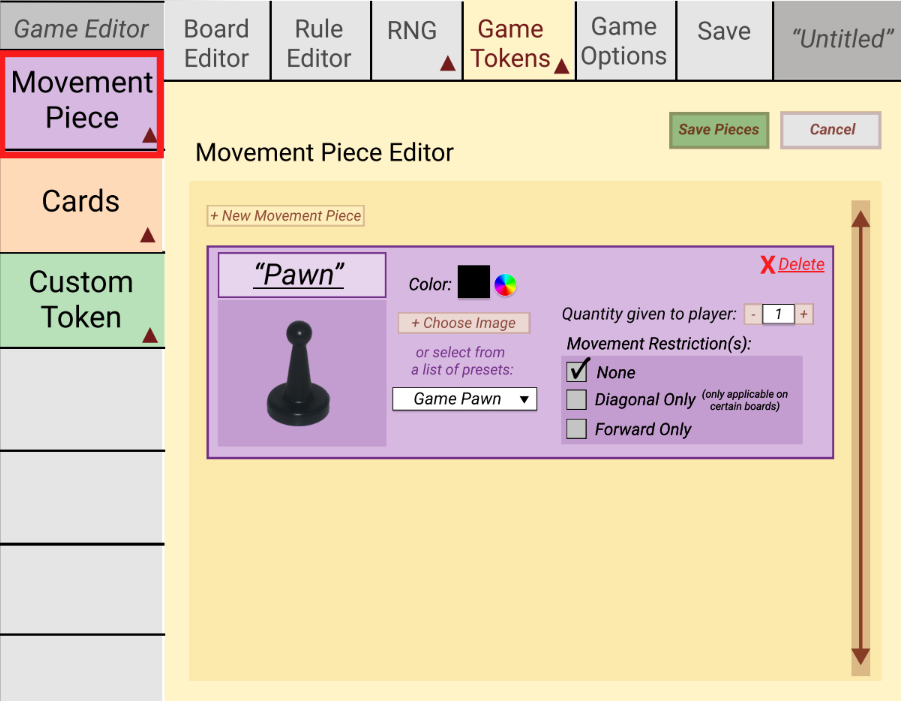 Game Editor
Board
Editor
Rule
Editor
RNG
Game
Tokens
Game
Options
Save
“Untitled”
Movement
Piece
Cards
Custom
Token
Save Pieces
Cancel
Movement Piece Editor
+ New Movement Piece
“Pawn”
Color:
+ Choose Image
or select from
a list of presets:
Game Pawn
X Delete
Quantity given to player: - 1 +
Movement Restriction(s):
None
Diagonal Only (only applicable on
certain boards)
Forward Only